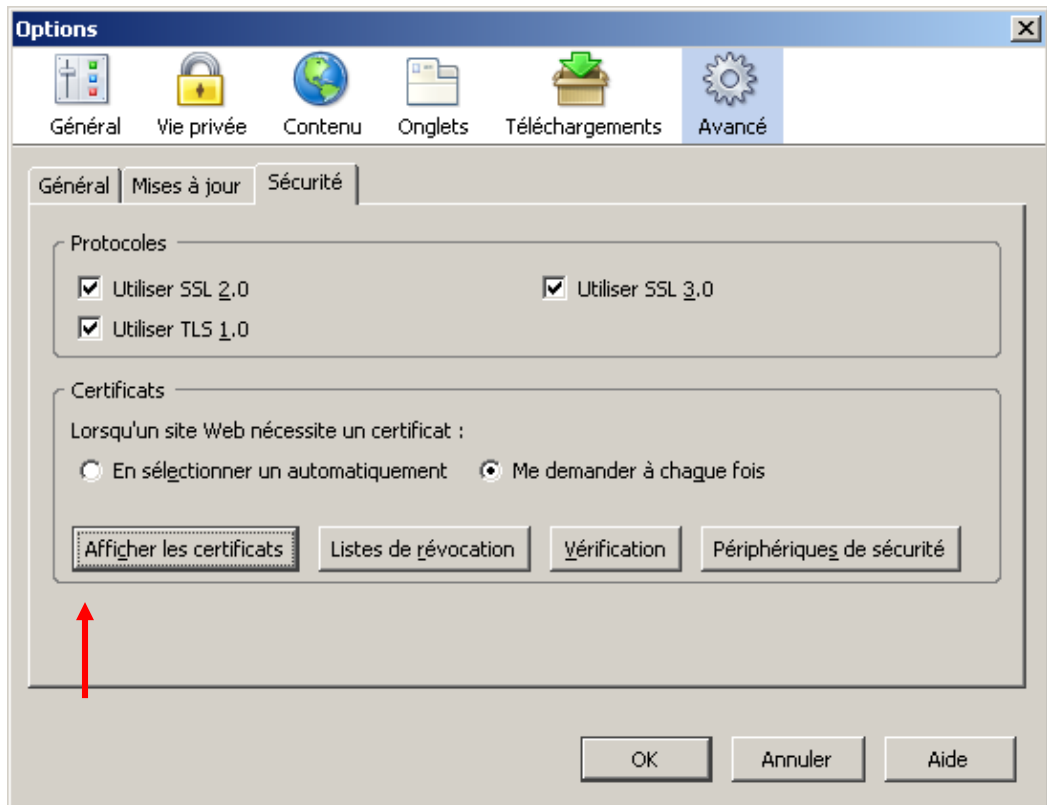 Options
Général Vie privée Contenu Onglets Téléchargements Avancé
Général Mises à jour Sécurité
Protocoles
Utiliser SSL 2.0 Utiliser SSL 3.0
Utiliser TLS 1.0
Certificats
Lorsqu'un site Web nécessite un certificat :
En sélectionner un automatiquement Me demander à chaque fois
Afficher les certificats Listes de révocation Vérification Périphériques de sécurité
OK Annuler Aide